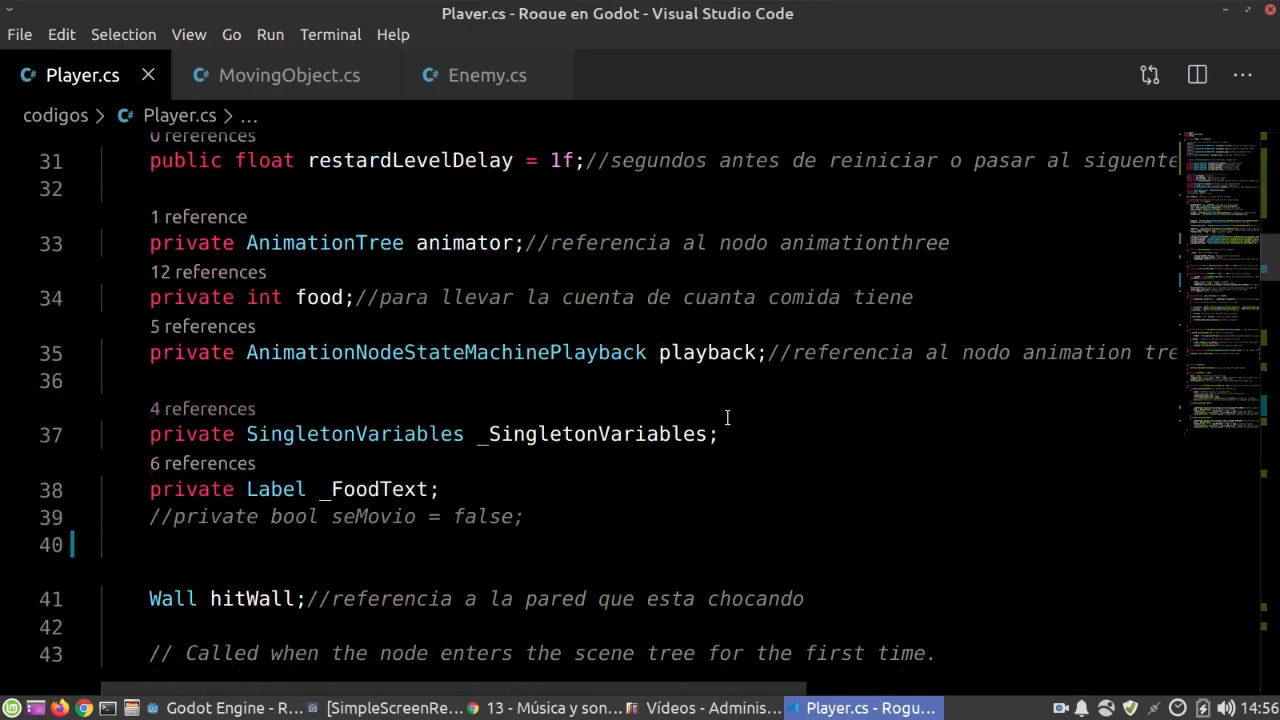 Player.cs - Rogue en Godot - Visual Studio Code
File Edit Selection View Go Run Terminal Help
Player.cs MovingObject.cs Enemy.cs
codigos > Player.cs > ...
0 references
31 public float restardLevelDelay = 1f;//segundos antes de reiniciar o pasar al siguente
32
1 reference
33 private AnimationTree animator;//referencia al nodo animationthree
12 references
34 private int food;//para llevar la cuenta de cuanta comida tiene
5 references
35 private AnimationNodeStateMachinePlayback playback;//referencia al nodo animation tre
36
4 references
37 private SingletonVariables _SingletonVariables;
6 references
38 private Label _FoodText;
39 //private bool seMovio = false;
40
41 Wall hitWall;//referencia a la pared que esta chocando
42
43 // Called when the node enters the scene tree for the first time.
Godot Engine - R... [SimpleScreenRe... 13 - Música y son... Vídeos - Adminis... Player.cs - Rogu... 14:56